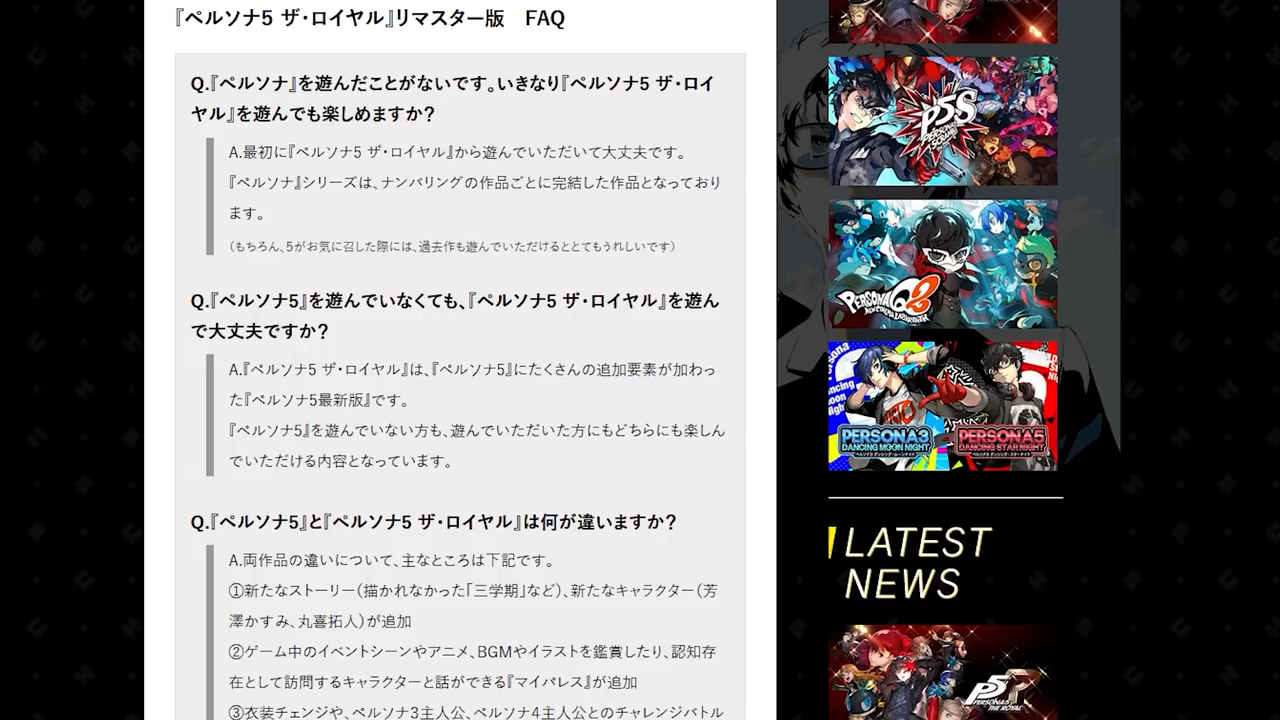 『ペルソナ5 ザ・ロイヤル』リマスター版　FAQ
Q.『ペルソナ』を遊んだことがないです。いきなり『ペルソナ5 ザ・ロイ
ヤル』を遊んでも楽しめますか？
A.最初に『ペルソナ5 ザ・ロイヤル』から遊んでいただいて大丈夫です。
『ペルソナ』シリーズは、ナンバリングの作品ごとに完結した作品となっており
ます。
（もちろん、5がお気に召した際には、過去作も遊んでいただけるととてもうれしいです）
Q.『ペルソナ5』を遊んでいなくても、『ペルソナ5 ザ・ロイヤル』を遊ん
で大丈夫ですか？
A.『ペルソナ5 ザ・ロイヤル』は、『ペルソナ5』にたくさんの追加要素が加わっ
た『ペルソナ5最新版』です。
『ペルソナ5』を遊んでいない方も、遊んでいただいた方にもどちらにも楽しん
でいただける内容となっています。
Q.『ペルソナ5』と『ペルソナ5 ザ・ロイヤル』は何が違いますか？
A.両作品の違いについて、主なところは下記です。
①新たなストーリー（描かれなかった「三学期」など）、新たなキャラクター（芳
澤かすみ、丸喜拓人）が追加
②ゲーム中のイベントシーンやアニメ、BGMやイラストを鑑賞したり、認知存
在として訪問するキャラクターと話ができる『マイパレス』が追加
③衣装チェンジや、ペルソナ3主人公、ペルソナ4主人公とのチャレンジバトル
P5S
PERSONA5
SCRAMBLE
PERSONA Q2
NEW CINEMA LABYRINTH
PERSONA3
DANCING MOON NIGHT
PERSONA5
DANCING STAR NIGHT
LATEST
NEWS
P5R
PERSONA5
THE ROYAL